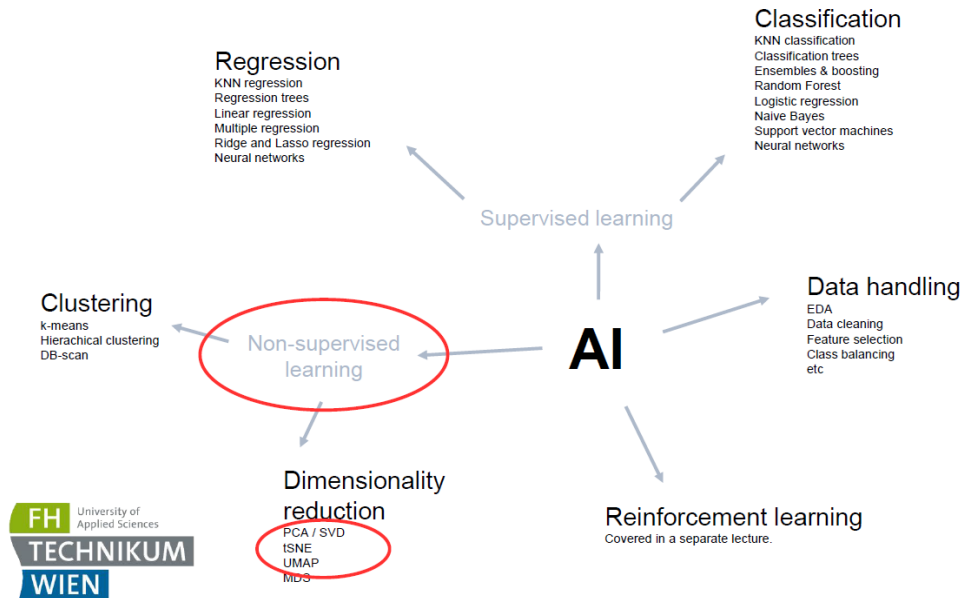 Classification
KNN classification
Classification trees
Ensembles & boosting
Random Forest
Logistic regression
Naive Bayes
Support vector machines
Neural networks
Regression
KNN regression
Regression trees
Linear regression
Multiple regression
Ridge and Lasso regression
Neural networks
Supervised learning
Clustering
k-means
Hierachical clustering
DB-scan
Non-supervised
learning
AI
Data handling
EDA
Data cleaning
Feature selection
Class balancing
etc
Dimensionality
reduction
PCA / SVD
tSNE
UMAP
MDS
Reinforcement learning
Covered in a separate lecture.
FH
University of
Applied Sciences
TECHNIKUM
WIEN